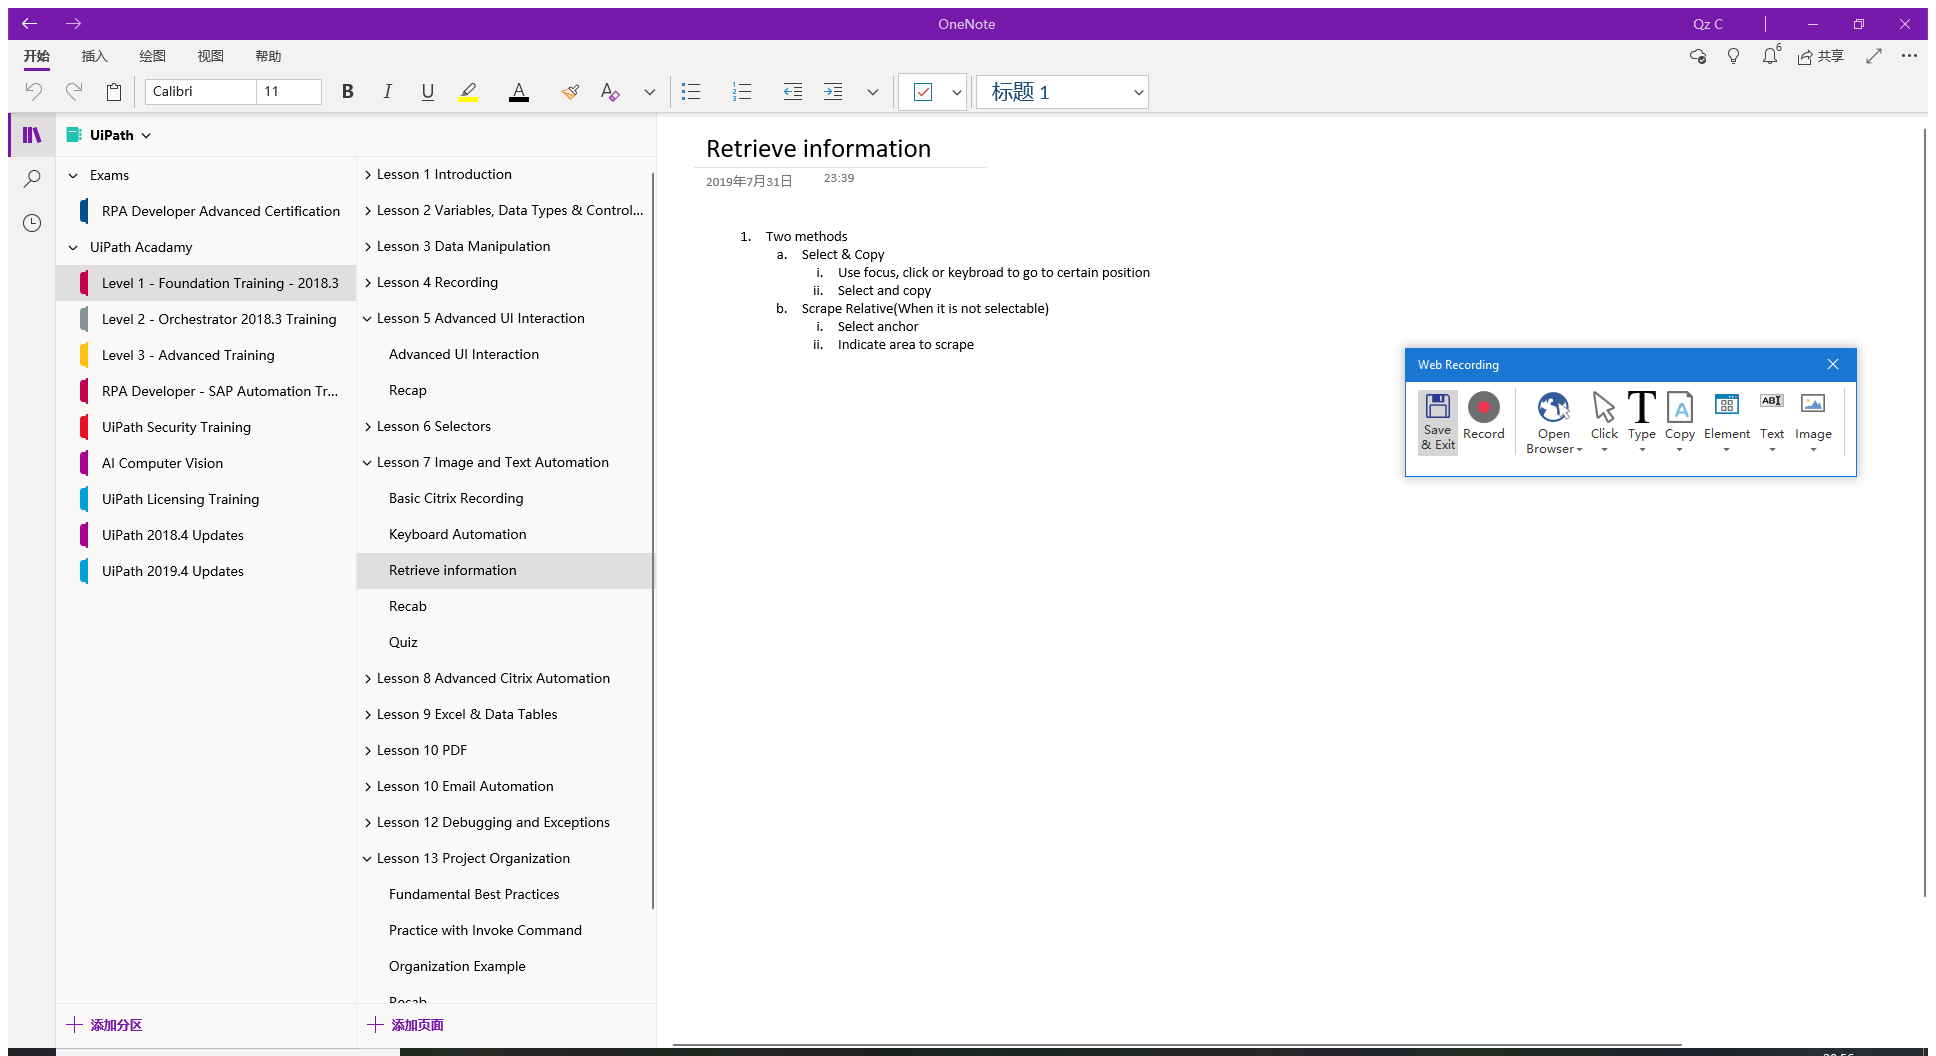 OneNote
Qz C
开始 插入 绘图 视图 帮助
6
共享
Calibri 11
B I U A A
标题 1
UiPath
Exams
RPA Developer Advanced Certification
UiPath Acadamy
Level 1 - Foundation Training - 2018.3
Level 2 - Orchestrator 2018.3 Training
Level 3 - Advanced Training
RPA Developer - SAP Automation Tr...
UiPath Security Training
AI Computer Vision
UiPath Licensing Training
UiPath 2018.4 Updates
UiPath 2019.4 Updates
添加分区
Lesson 1 Introduction
Lesson 2 Variables, Data Types & Control...
Lesson 3 Data Manipulation
Lesson 4 Recording
Lesson 5 Advanced UI Interaction
Advanced UI Interaction
Recap
Lesson 6 Selectors
Lesson 7 Image and Text Automation
Basic Citrix Recording
Keyboard Automation
Retrieve information
Recab
Quiz
Lesson 8 Advanced Citrix Automation
Lesson 9 Excel & Data Tables
Lesson 10 PDF
Lesson 10 Email Automation
Lesson 12 Debugging and Exceptions
Lesson 13 Project Organization
Fundamental Best Practices
Practice with Invoke Command
Organization Example
Recab
添加页面
Retrieve information
2019年7月31日 23:39
1. Two methods
a. Select & Copy
i. Use focus, click or keybroad to go to certain position
ii. Select and copy
b. Scrape Relative(When it is not selectable)
i. Select anchor
ii. Indicate area to scrape
Web Recording
Save & Exit
Record
Open Browser
Click
Type
Copy
Element
Text
Image